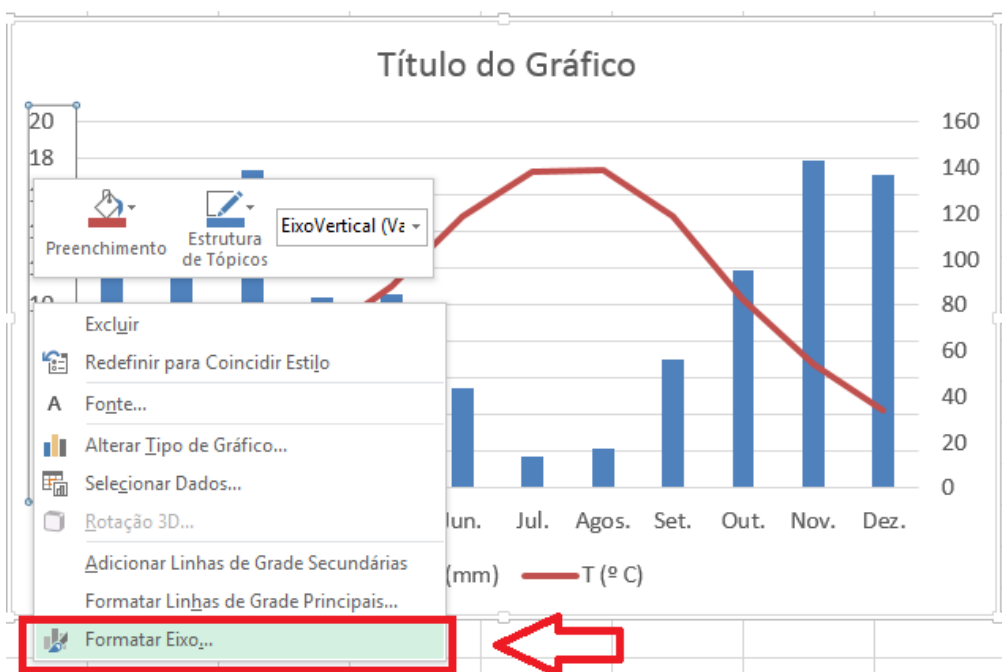 Título do Gráfico
20
18
160
140
120
100
80
60
40
20
0
Preenchimento
Estrutura
de Tópicos
EixoVertical (Va
10
Excluir
Redefinir para Coincidir Estilo
A Fonte...
Alterar Tipo de Gráfico...
Selecionar Dados...
Rotação 3D...
Adicionar Linhas de Grade Secundárias
Formatar Linhas de Grade Principais...
Formatar Eixo...
Jun. Jul. Agos. Set. Out. Nov. Dez.
(mm) T (º C)